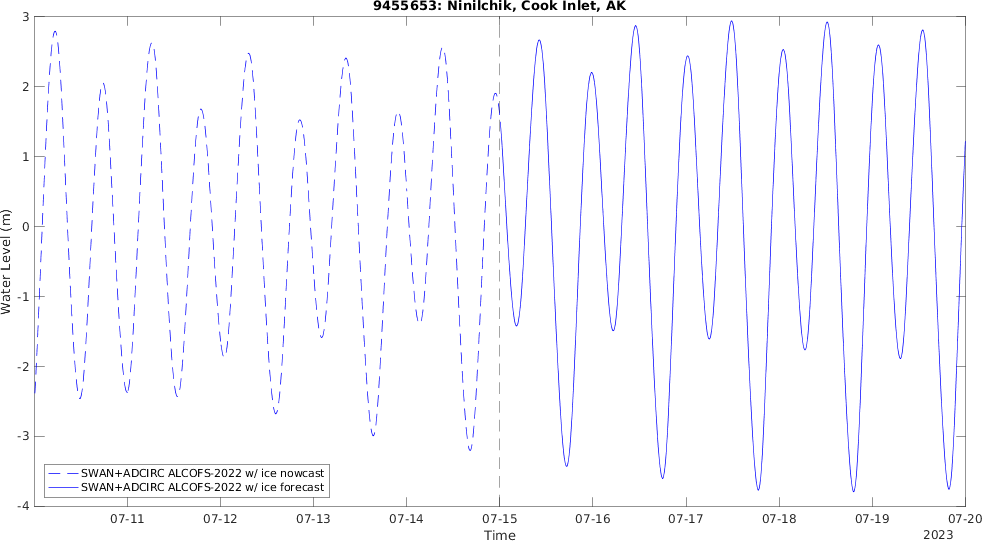 9455653: Ninilchik, Cook Inlet, AK
3
2
1
0
-1
-2
-3
-4
Water Level (m)
SWAN+ADCIRC ALCOFS-2022 w/ ice nowcast
SWAN+ADCIRC ALCOFS-2022 w/ ice forecast
07-11 07-12 07-13 07-14 07-15 07-16 07-17 07-18 07-19 07-20
Time
2023